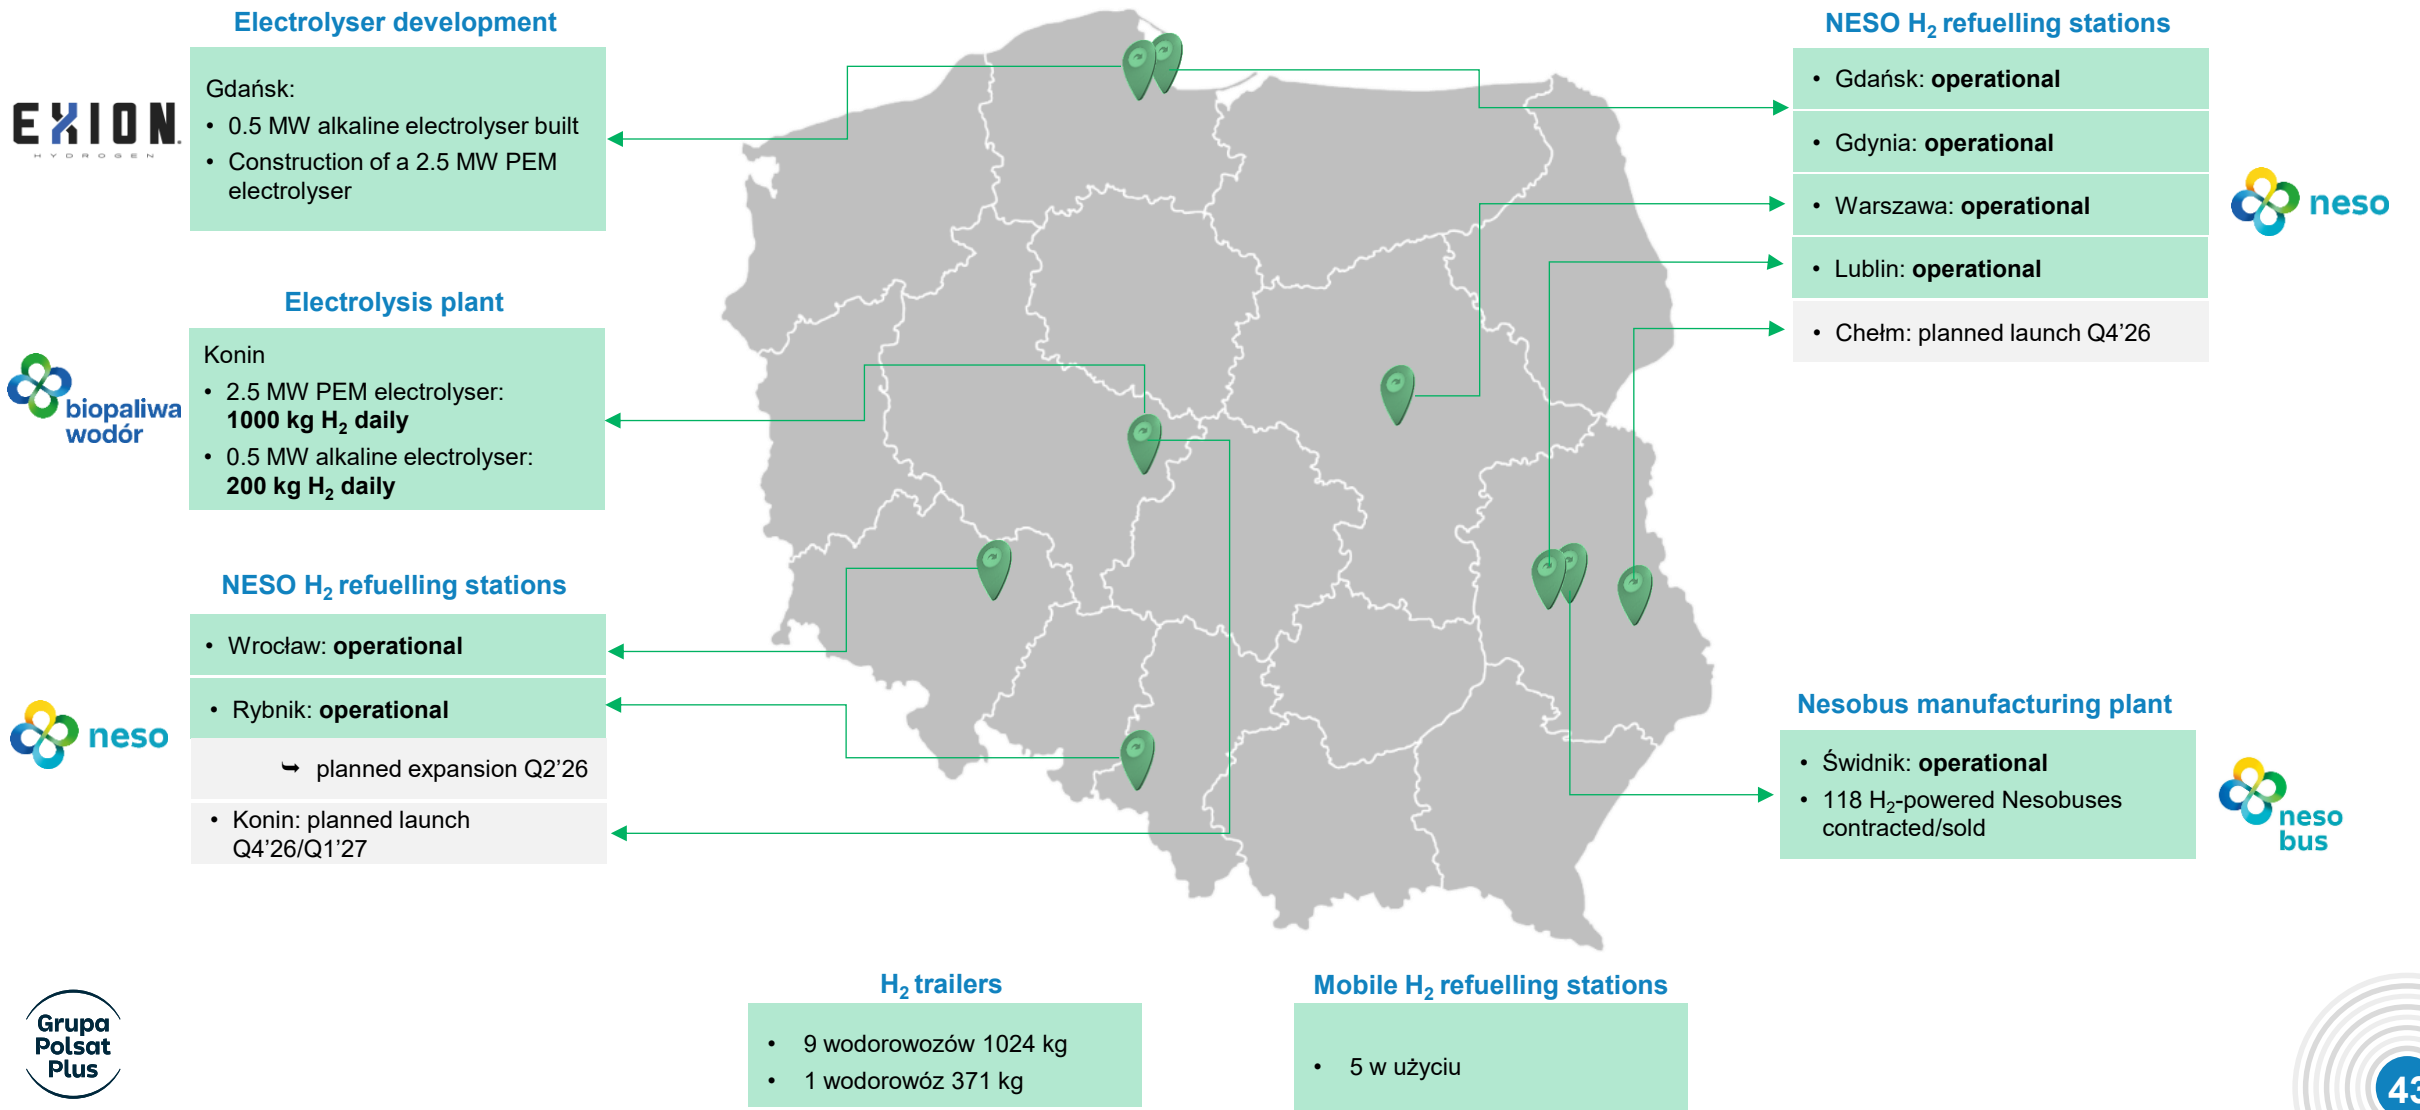 Electrolyser development
EXION.
HYDROGEN
Gdańsk:
• 0.5 MW alkaline electrolyser built
• Construction of a 2.5 MW PEM
electrolyser
Electrolysis plant
biopaliwa
wodór
Konin
• 2.5 MW PEM electrolyser:
1000 kg H₂ daily
• 0.5 MW alkaline electrolyser:
200 kg H₂ daily
NESO H₂ refuelling stations
neso
• Wrocław: operational
• Rybnik: operational
planned expansion Q2’26
• Konin: planned launch
Q4’26/Q1’27
NESO H₂ refuelling stations
• Gdańsk: operational
• Gdynia: operational
• Warszawa: operational
• Lublin: operational
• Chełm: planned launch Q4’26
neso
Nesobus manufacturing plant
• Świdnik: operational
• 118 H₂-powered Nesobuses
contracted/sold
neso
bus
H₂ trailers
• 9 wodorowozów 1024 kg
• 1 wodorowóz 371 kg
Mobile H₂ refuelling stations
• 5 w użyciu
Grupa
Polsat
Plus
43